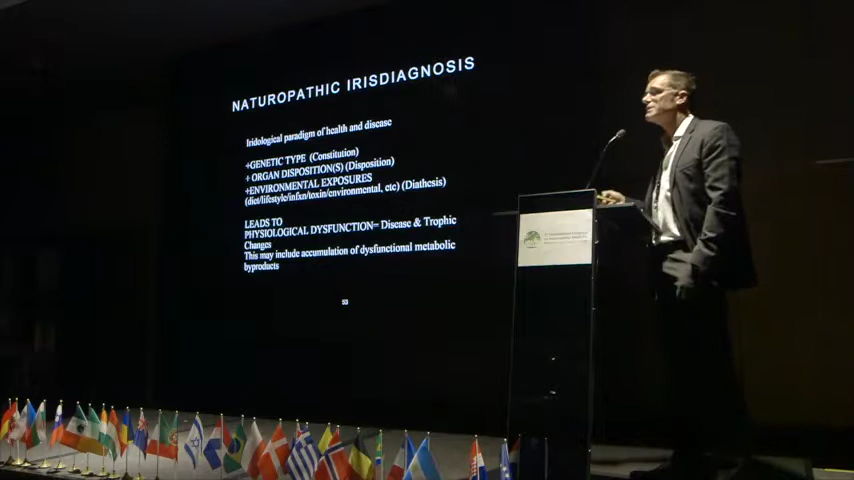 NATUROPATHIC IRISDIAGNOSIS
Iridological paradigm of health and disease
+GENETIC TYPE (Constitution)
+ ORGAN DISPOSITION(S) (Disposition)
+ENVIRONMENTAL EXPOSURES
(diet/lifestyle/infxn/toxin/environmental, etc) (Diathesis)
LEADS TO
PHYSIOLOGICAL DYSFUNCTION= Disease & Trophic
Changes
This may include accumulation of dysfunctional metabolic
byproducts
53